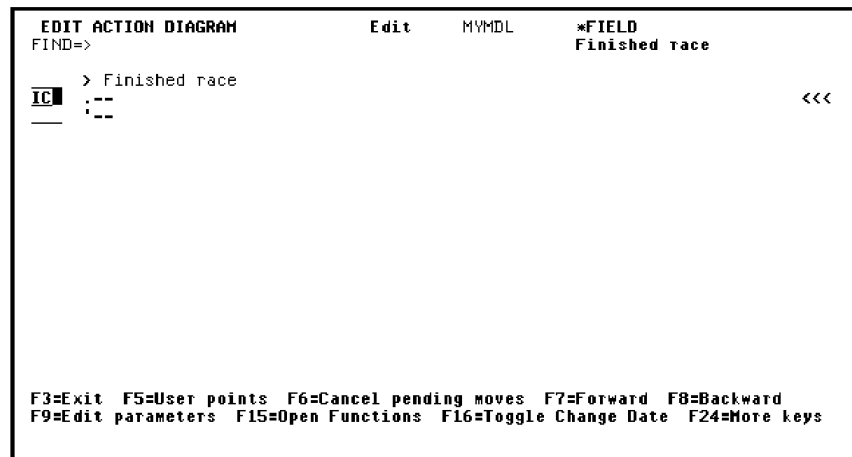 EDIT ACTION DIAGRAM Edit MYMDL *FIELD
FIND=> Finished race
> Finished race
IC .-- <<<
___ '--
F3=Exit F5=User points F6=Cancel pending moves F7=Forward F8=Backward
F9=Edit parameters F15=Open Functions F16=Toggle Change Date F24=More keys